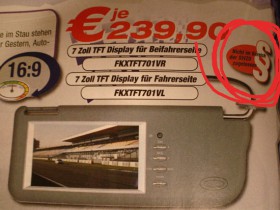 je
€239,90
e im Stau stehen
r Gestern, Auto-
16:9
7 Zoll TFT Display für Beifahrerseite
FKXTFT701VR
7 Zoll TFT Display für Fahrerseite
FKXTFT701VL